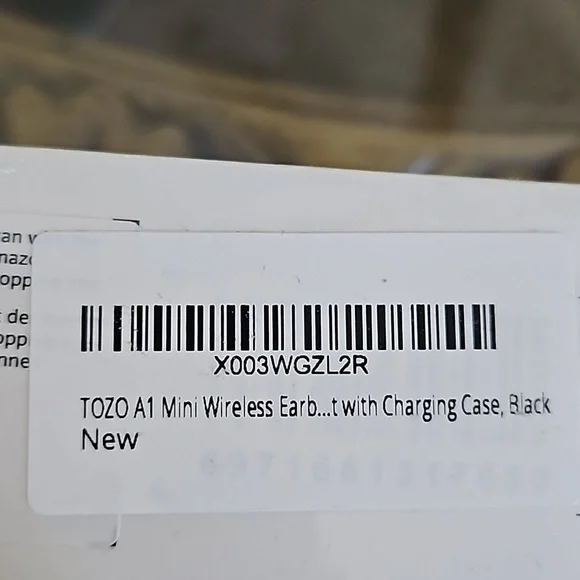 X003WGZL2R
TOZO A1 Mini Wireless Earb...t with Charging Case, Black
New